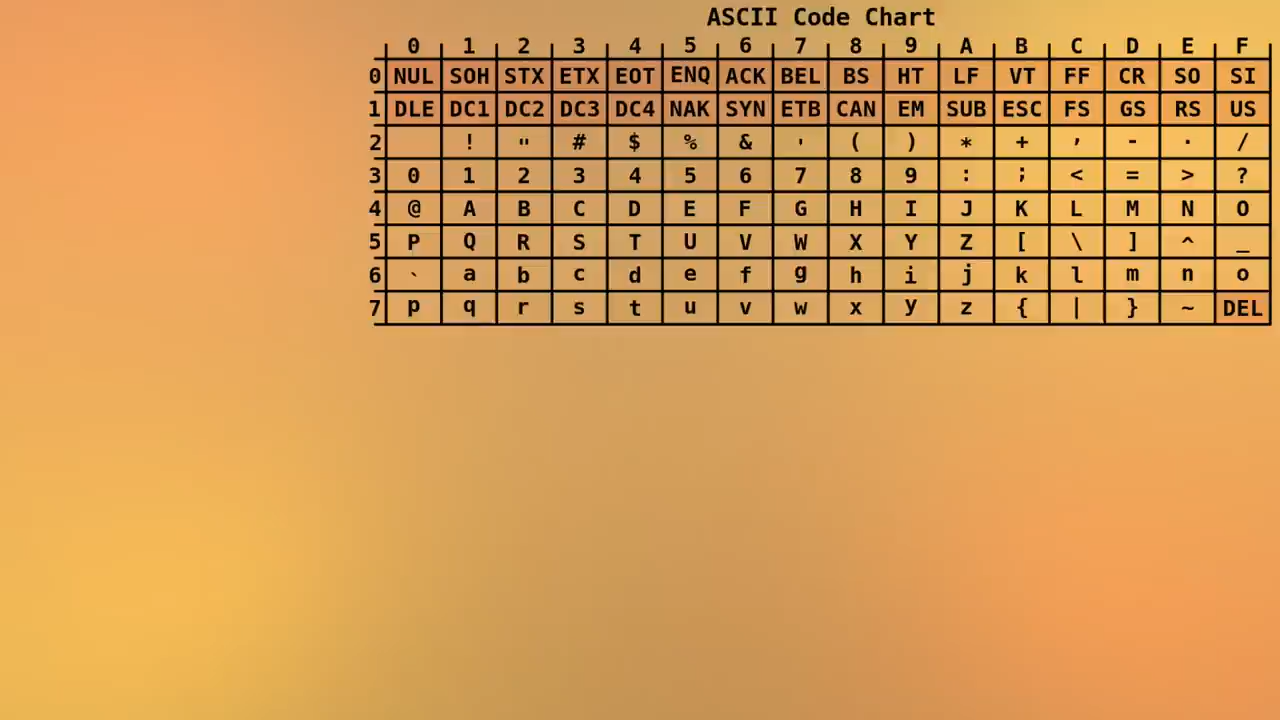 ASCII Code Chart
0 1 2 3 4 5 6 7 8 9 A B C D E F
0 NUL SOH STX ETX EOT ENQ ACK BEL BS HT LF VT FF CR SO SI
1 DLE DC1 DC2 DC3 DC4 NAK SYN ETB CAN EM SUB ESC FS GS RS US
2 ! " # $ % & ' ( ) * + , - . /
3 0 1 2 3 4 5 6 7 8 9 : ; < = > ?
4 @ A B C D E F G H I J K L M N O
5 P Q R S T U V W X Y Z [ \ ] ^ _
6 ` a b c d e f g h i j k l m n o
7 p q r s t u v w x y z { | } ~ DEL